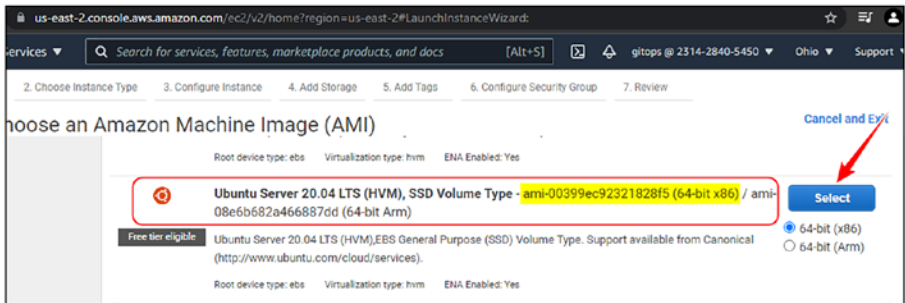 us-east-2.console.aws.amazon.com/ec2/v2/home?region=us-east-2#LaunchInstanceWizard:
Services ▼ Search for services, features, marketplace products, and docs [Alt+S] gitops @ 2314-2840-5450 ▼ Ohio ▼ Support
2. Choose Instance Type 3. Configure Instance 4. Add Storage 5. Add Tags 6. Configure Security Group 7. Review
hoose an Amazon Machine Image (AMI) Cancel and Exit
Root device type: ebs Virtualization type: hvm ENA Enabled: Yes
Ubuntu Server 20.04 LTS (HVM), SSD Volume Type - ami-00399ec92321828f5 (64-bit x86) / ami-
08e6b682a466887dd (64-bit Arm)
Select
64-bit (x86)
64-bit (Arm)
Free tier eligible
Ubuntu Server 20.04 LTS (HVM),EBS General Purpose (SSD) Volume Type. Support available from Canonical
(http://www.ubuntu.com/cloud/services).
Root device type: ebs Virtualization type: hvm ENA Enabled: Yes